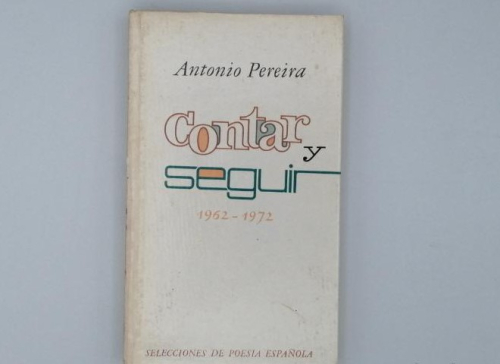 Antonio Pereira
Contar
y
seguir
1962-1972
SELECCIONES DE POESIA ESPAÑOLA